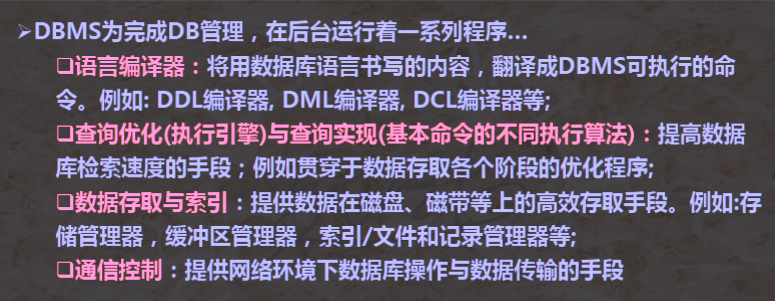 ➢DBMS为完成DB管理，在后台运行着一系列程序…
❑语言编译器：将用数据库语言书写的内容，翻译成DBMS可执行的命
令。例如: DDL编译器, DML编译器, DCL编译器等;
❑查询优化(执行引擎)与查询实现(基本命令的不同执行算法)：提高数据
库检索速度的手段；例如贯穿于数据存取各个阶段的优化程序;
❑数据存取与索引：提供数据在磁盘、磁带等上的高效存取手段。例如:存
储管理器，缓冲区管理器，索引/文件和记录管理器等;
❑通信控制：提供网络环境下数据库操作与数据传输的手段